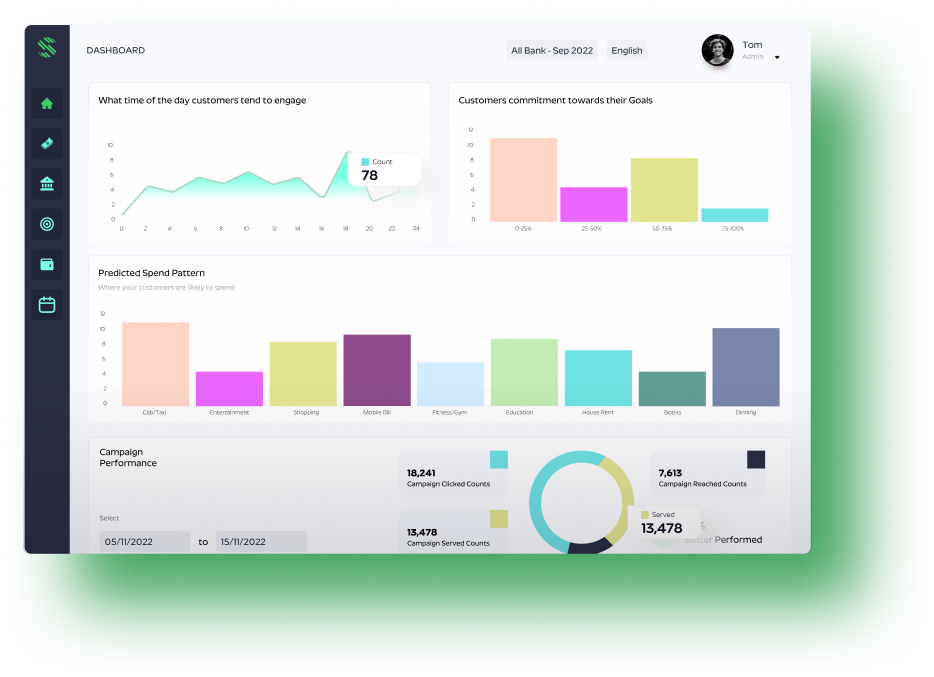 DASHBOARD
All Bank - Sep 2022
English
Tom
Admin
What time of the day customers tend to engage
10
8
6
4
2
0
0 2 4 6 8 10 12 14 16 18 20 22 24
Count
78
Customers commitment towards their Goals
12
10
8
6
4
2
0
0-25% 25-50% 50-75% 75-100%
Predicted Spend Pattern
Where your customers are likely to spend
12
10
8
6
4
2
0
Cab/Taxi Entertainment Shopping Mobile Bill Fitness/Gym Education House Rent Books Dinning
Campaign
Performance
Select
05/11/2022 to 15/11/2022
18,241
Campaign Clicked Counts
13,478
Campaign Served Counts
7,613
Campaign Reached Counts
Served
13,478
%
Better Performed